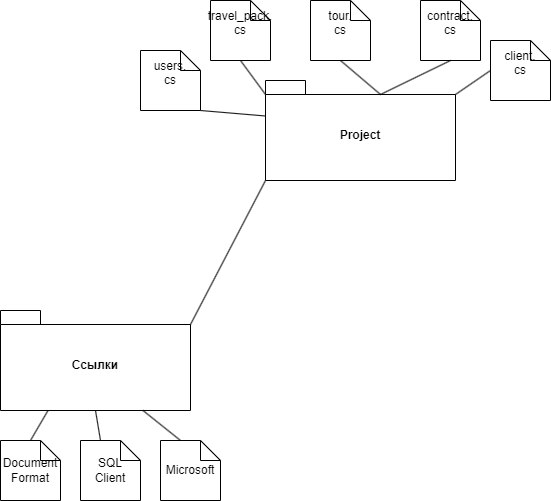 travel_pack.
cs
tour.
cs
contract.
cs
client.
cs
users.
cs
Project
Ссылки
Document
Format
SQL
Client
Microsoft